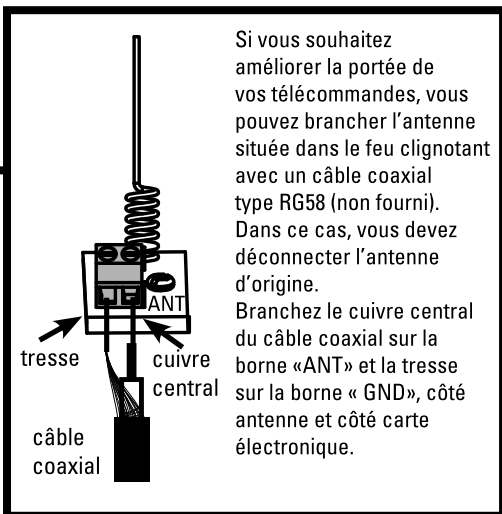 Si vous souhaitez
améliorer la portée de
vos télécommandes, vous
pouvez brancher l'antenne
située dans le feu clignotant
avec un câble coaxial
type RG58 (non fourni).
Dans ce cas, vous devez
déconnecter l'antenne
d'origine.
Branchez le cuivre central
du câble coaxial sur la
borne «ANT» et la tresse
sur la borne « GND», côté
antenne et côté carte
électronique.
ANT
tresse
cuivre
central
câble
coaxial